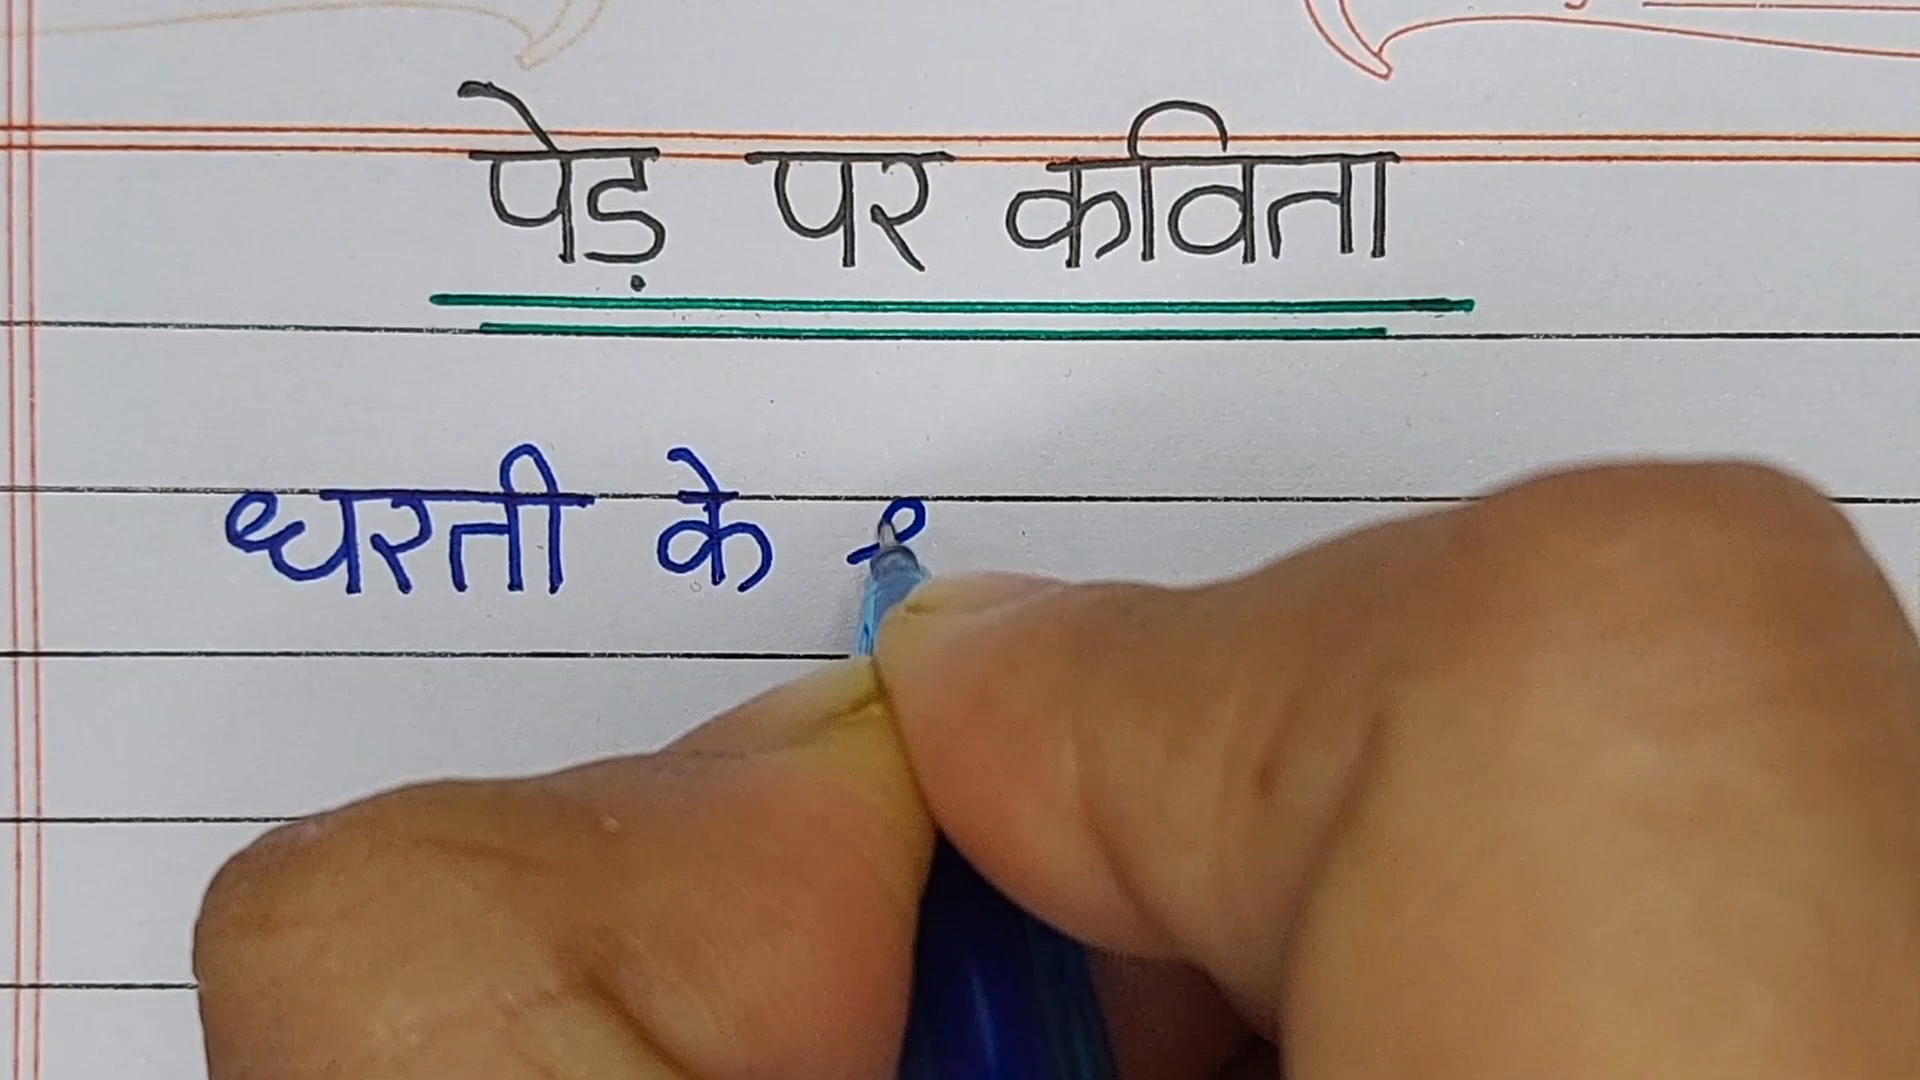 पेड़ पर कविता
धरती के